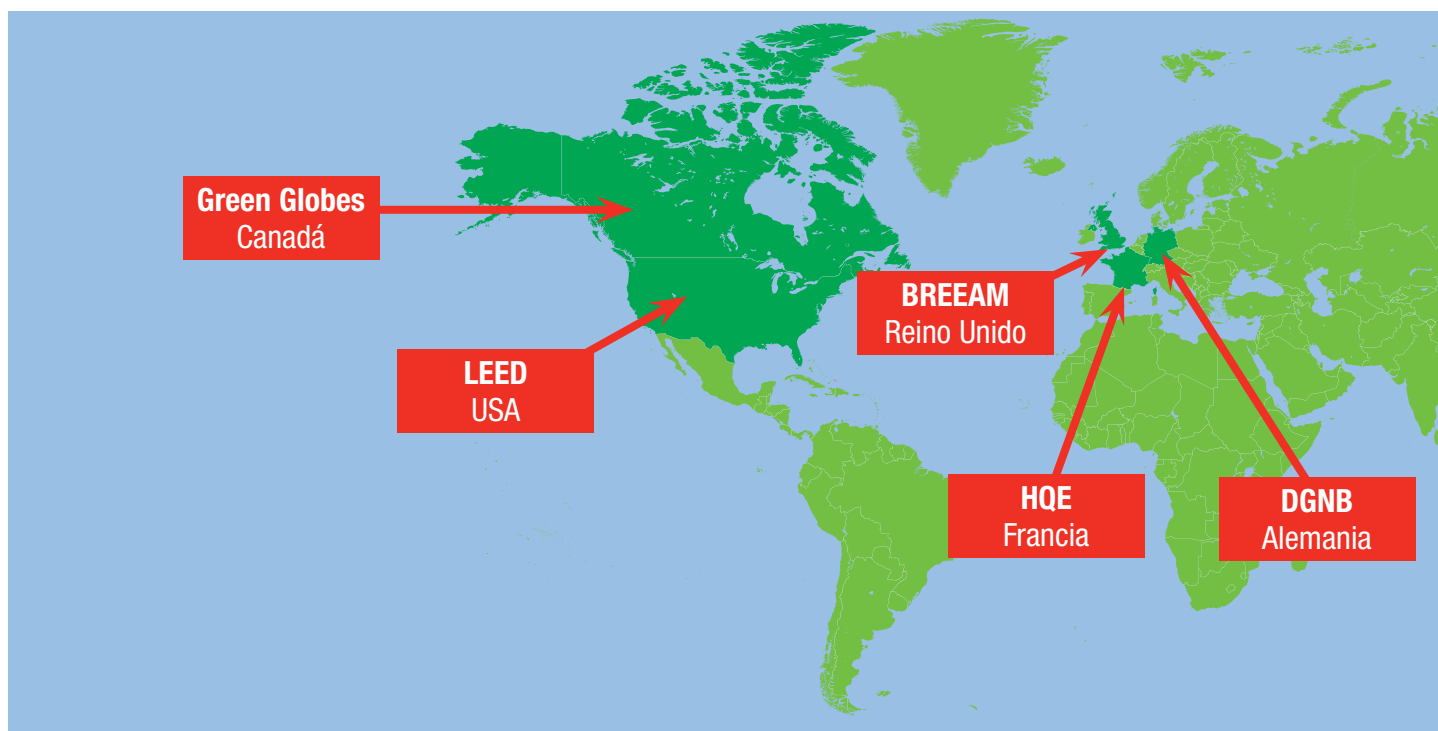 Green Globes
Canadá
BREEAM
Reino Unido
LEED
USA
HQE
Francia
DGNB
Alemania